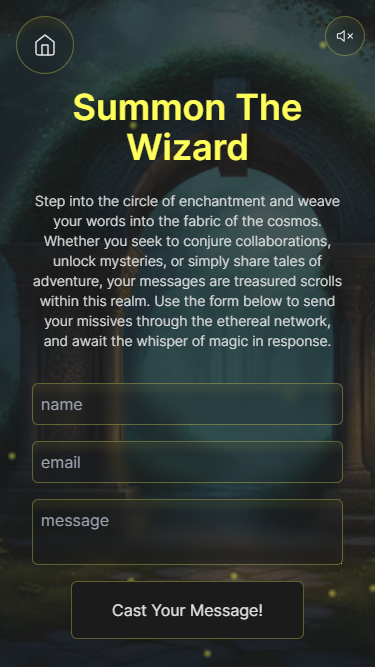 Summon The
Wizard
Step into the circle of enchantment and weave
your words into the fabric of the cosmos.
Whether you seek to conjure collaborations,
unlock mysteries, or simply share tales of
adventure, your messages are treasured scrolls
within this realm. Use the form below to send
your missives through the ethereal network,
and await the whisper of magic in response.
name
email
message
Cast Your Message!